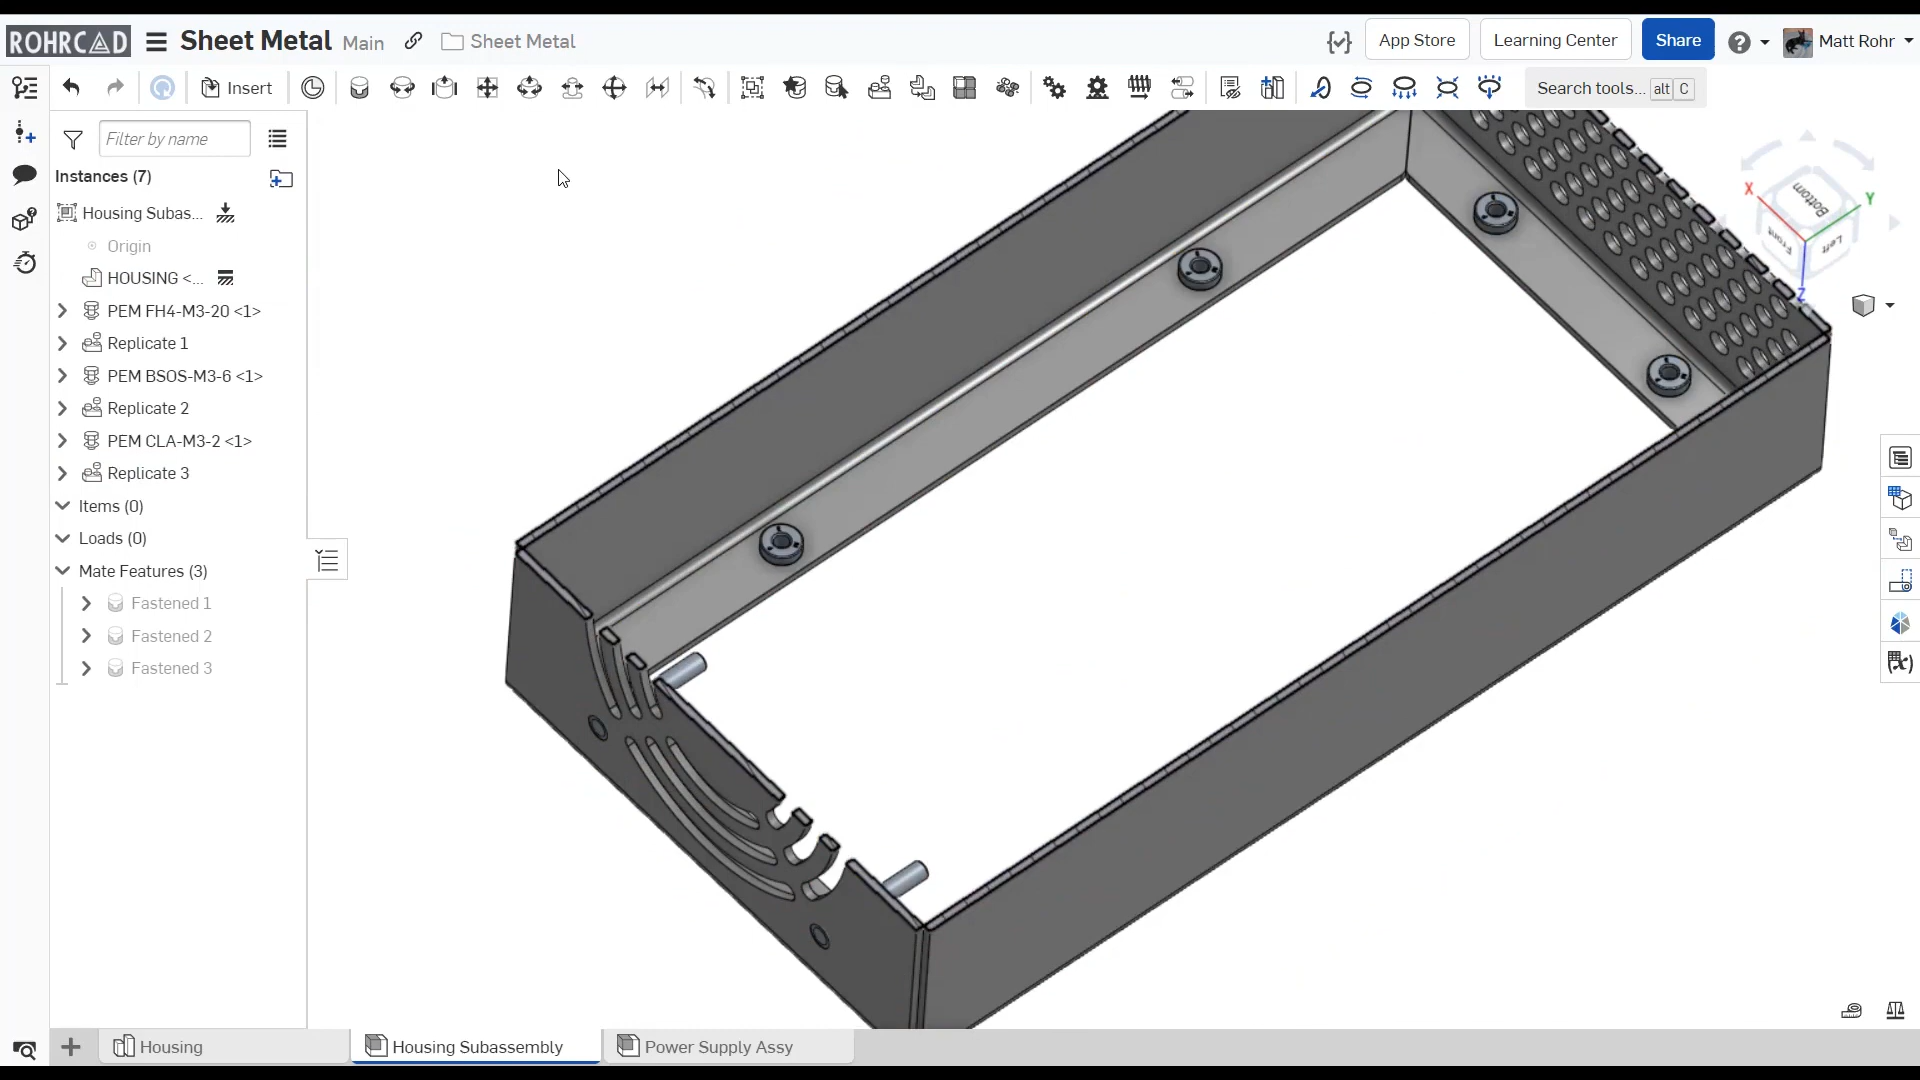 ROHRCAD Sheet Metal Main Sheet Metal App Store Learning Center Share Matt Rohr
Insert Search tools... alt C
Filter by name
Instances (7)
Housing Subas...
Origin
HOUSING <...
PEM FH4-M3-20 <1>
Replicate 1
PEM BSOS-M3-6 <1>
Replicate 2
PEM CLA-M3-2 <1>
Replicate 3
Items (0)
Loads (0)
Mate Features (3)
Fastened 1
Fastened 2
Fastened 3
X Y Z
Bottom
Front Left
Housing Housing Subassembly Power Supply Assy